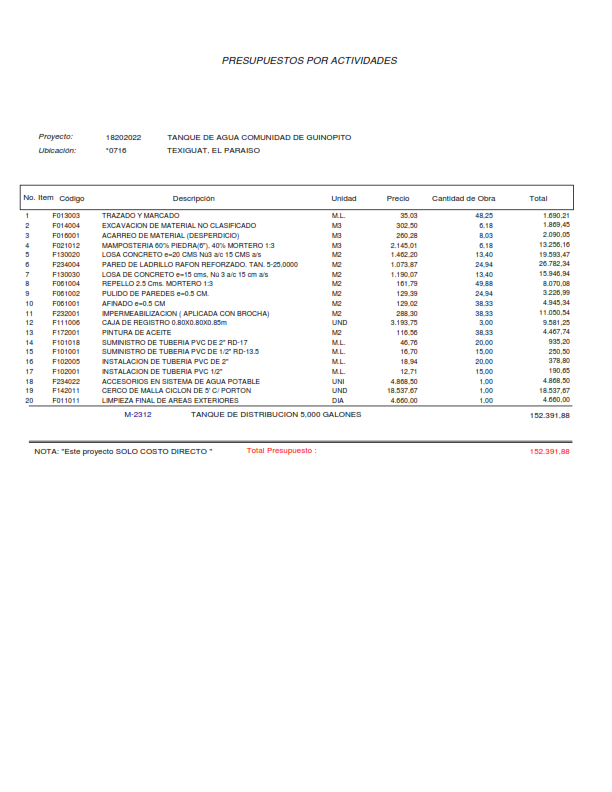 PRESUPUESTOS POR ACTIVIDADES
Proyecto: 18202022 TANQUE DE AGUA COMUNIDAD DE GUINOPITO
Ubicación: *0716 TEXIGUAT, EL PARAISO
No. Item Código Descripción Unidad Precio Cantidad de Obra Total
1 F013003 TRAZADO Y MARCADO M.L. 35,03 48,25 1.690,21
2 F014004 EXCAVACION DE MATERIAL NO CLASIFICADO M3 302,50 6,18 1.869,45
3 F016001 ACARREO DE MATERIAL (DESPERDICIO) M3 260,28 8,03 2.090,05
4 F021012 MAMPOSTERIA 60% PIEDRA(6"), 40% MORTERO 1:3 M3 2.145,01 6,18 13.256,16
5 F130020 LOSA CONCRETO e=20 CMS Nú3 a/c 15 CMS a/s M2 1.462,20 13,40 19.593,47
6 F234004 PARED DE LADRILLO RAFON REFORZADO. TAN. 5-25,0000 M2 1.073,87 24,94 26.782,34
7 F130030 LOSA DE CONCRETO e=15 cms, Nú 3 a/c 15 cm a/s M2 1.190,07 13,40 15.946,94
8 F061004 REPELLO 2.5 Cms. MORTERO 1:3 M2 161,79 49,88 8.070,08
9 F061002 PULIDO DE PAREDES e=0.5 CM. M2 129,39 24,94 3.226,99
10 F061001 AFINADO e=0.5 CM M2 129,02 38,33 4.945,34
11 F232001 IMPERMEABILIZACION ( APLICADO CON BROCHA) M2 288,30 38,33 11.050,54
12 F111006 CAJA DE REGISTRO 0.80X0.80X0.85m UND 3.193,75 3,00 9.581,25
13 F172001 PINTURA DE ACEITE M2 116,56 38,33 4.467,74
14 F101018 SUMINISTRO DE TUBERIA PVC DE 2" RD-17 M.L. 46,76 20,00 935,20
15 F101001 SUMINISTRO DE TUBERIA PVC DE 1/2" RD-13.5 M.L. 16,70 15,00 250,50
16 F102005 INSTALACION DE TUBERIA PVC DE 2" M.L. 18,94 20,00 378,80
17 F102001 INSTALACION DE TUBERIA PVC 1/2" M.L. 12,71 15,00 190,65
18 F234022 ACCESORIOS EN SISTEMA DE AGUA POTABLE UNI 4.868,50 1,00 4.868,50
19 F142011 CERCO DE MALLA CICLON DE 5' C/ PORTON UND 18.537,67 1,00 18.537,67
20 F011011 LIMPIEZA FINAL DE AREAS EXTERIORES DIA 4.660,00 1,00 4.660,00
M-2312 TANQUE DE DISTRIBUCION 5,000 GALONES 152.391,88
NOTA: "Este proyecto SOLO COSTO DIRECTO " Total Presupuesto : 152.391,88